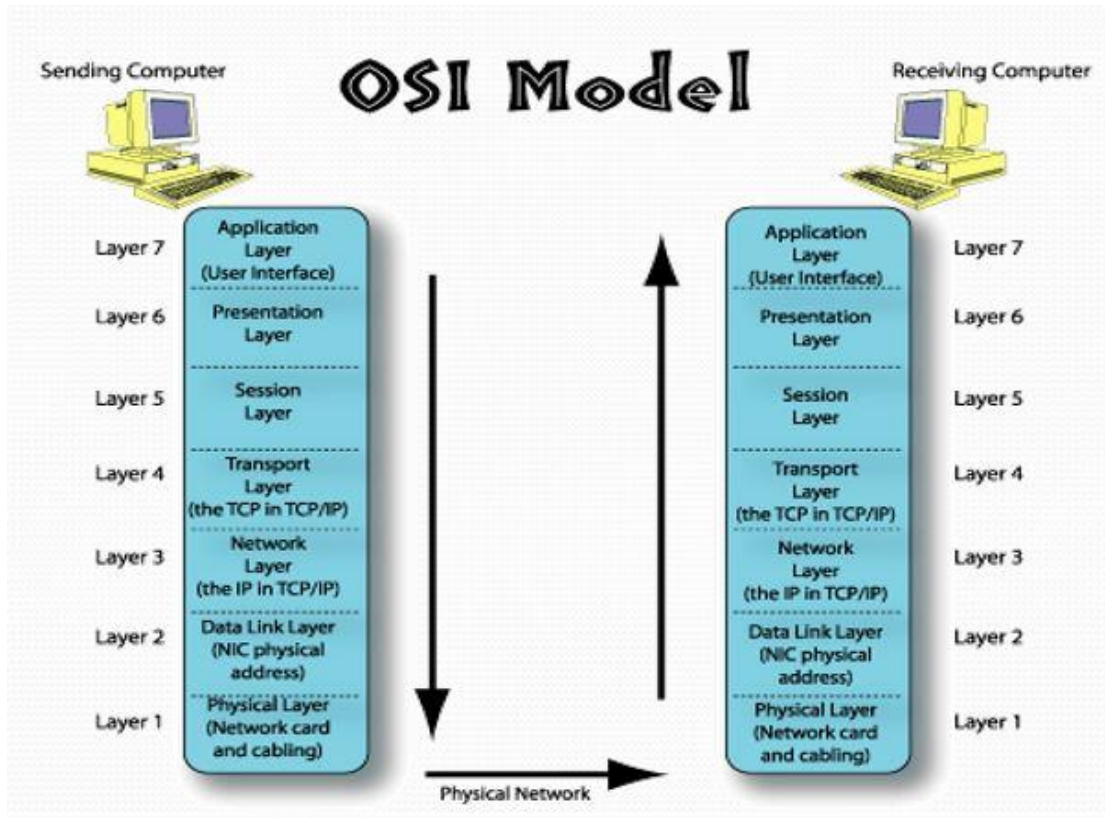 OSI Model
Sending Computer
Receiving Computer
Layer 7
Application
Layer
(User Interface)
Layer 6
Presentation
Layer
Layer 5
Session
Layer
Layer 4
Transport
Layer
(the TCP in TCP/IP)
Layer 3
Network
Layer
(the IP in TCP/IP)
Layer 2
Data Link Layer
(NIC physical
address)
Layer 1
Physical Layer
(Network card
and cabling)
Application
Layer
(User Interface)
Layer 7
Presentation
Layer
Layer 6
Session
Layer
Layer 5
Transport
Layer
(the TCP in TCP/IP)
Layer 4
Network
Layer
(the IP in TCP/IP)
Layer 3
Data Link Layer
(NIC physical
address)
Layer 2
Physical Layer
(Network card
and cabling)
Layer 1
Physical Network